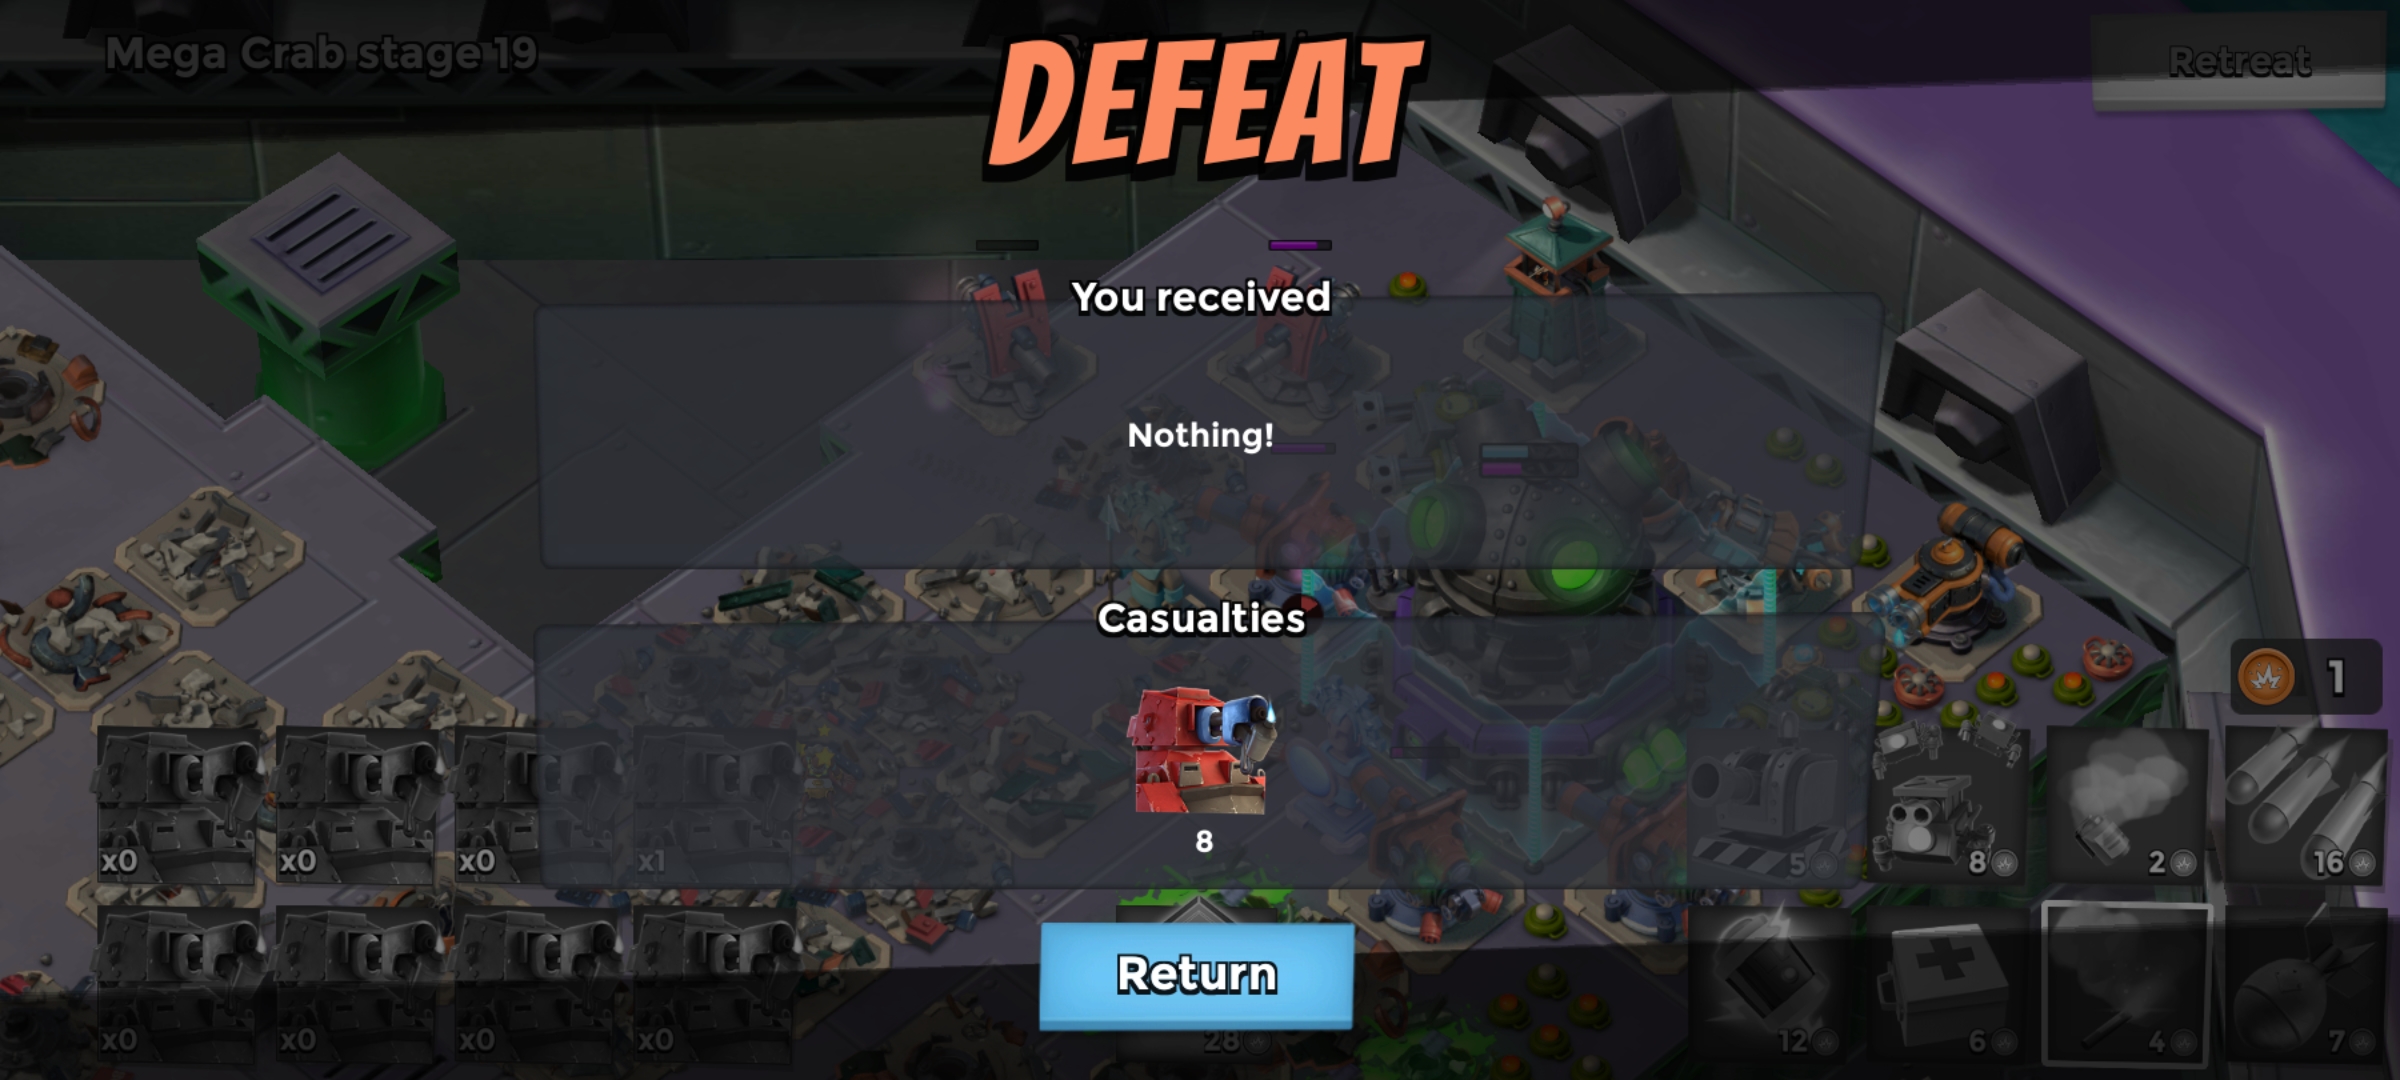 Mega Crab stage 19
DEFEAT
Retreat
You received
Nothing!
Casualties
8
1
x0
x0
x0
x1
5
8
2
16
x0
x0
x0
x0
Return
28
12
6
4
7